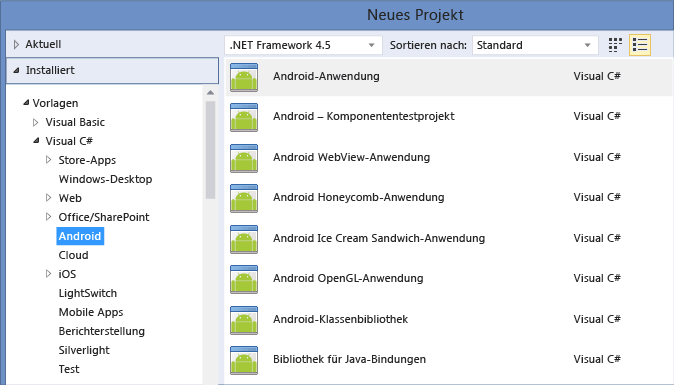 Neues Projekt
Aktuell
Installiert
Vorlagen
Visual Basic
Visual C#
Store-Apps
Windows-Desktop
Web
Office/SharePoint
Android
Cloud
iOS
LightSwitch
Mobile Apps
Berichterstellung
Silverlight
Test
.NET Framework 4.5 Sortieren nach: Standard
Android-Anwendung Visual C#
Android – Komponententestprojekt Visual C#
Android WebView-Anwendung Visual C#
Android Honeycomb-Anwendung Visual C#
Android Ice Cream Sandwich-Anwendung Visual C#
Android OpenGL-Anwendung Visual C#
Android-Klassenbibliothek Visual C#
Bibliothek für Java-Bindungen Visual C#